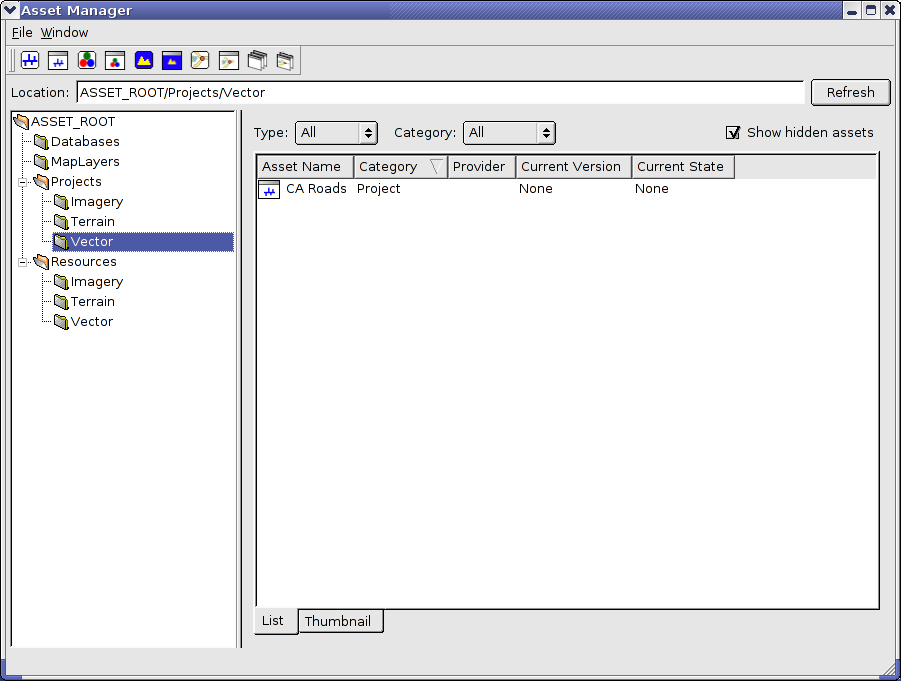 Asset Manager
File Window
Location: ASSET_ROOT/Projects/Vector Refresh
ASSET_ROOT
Databases
MapLayers
Projects
Imagery
Terrain
Vector
Resources
Imagery
Terrain
Vector
Type: All Category: All Show hidden assets
Asset Name Category Provider Current Version Current State
CA Roads Project None None
List Thumbnail